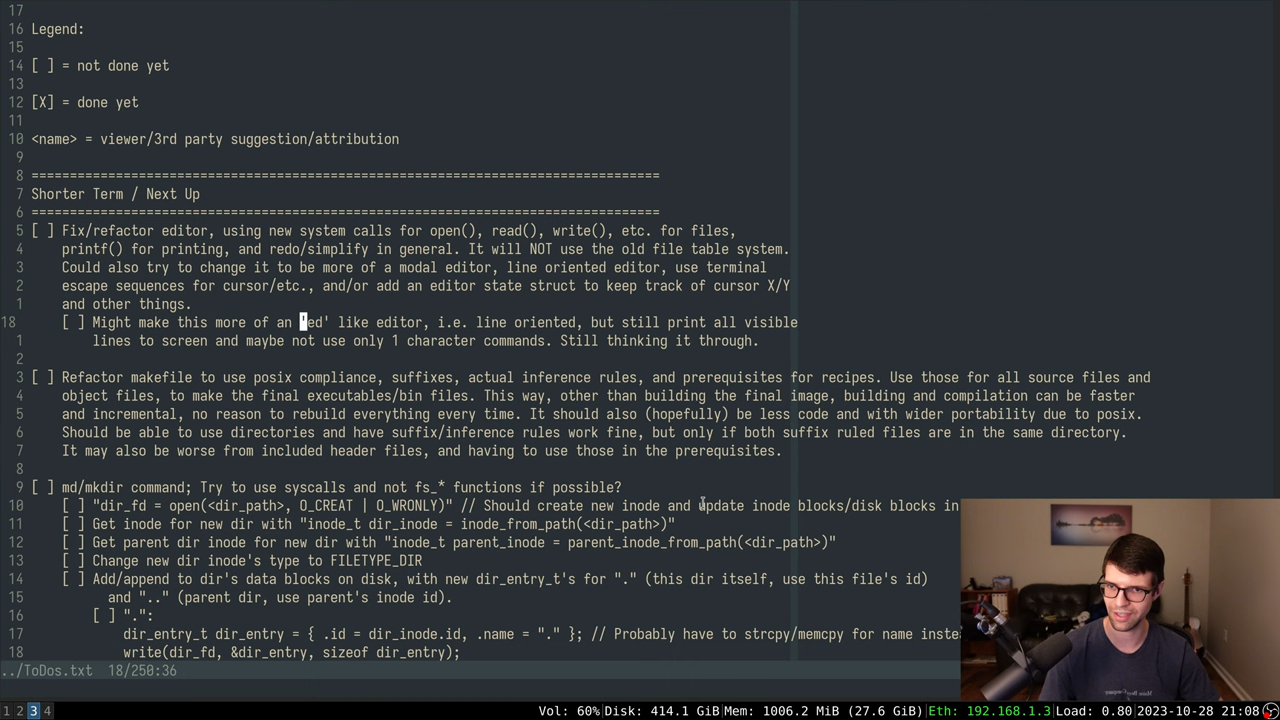 17
16 Legend:
15
14 [ ] = not done yet
13
12 [X] = done yet
11
10 <name> = viewer/3rd party suggestion/attribution
9
8 ================================================================================
7 Shorter Term / Next Up
6 ================================================================================
5 [ ] Fix/refactor editor, using new system calls for open(), read(), write(), etc. for files,
4 printf() for printing, and redo/simplify in general. It will NOT use the old file table system.
3 Could also try to change it to be more of a modal editor, line oriented editor, use terminal
2 escape sequences for cursor/etc., and/or add an editor state struct to keep track of cursor X/Y
1 and other things.
18 [ ] Might make this more of an 'ed' like editor, i.e. line oriented, but still print all visible
1 lines to screen and maybe not use only 1 character commands. Still thinking it through.
2
3 [ ] Refactor makefile to use posix compliance, suffixes, actual inference rules, and prerequisites for recipes. Use those for all source files and
4 object files, to make the final executables/bin files. This way, other than building the final image, building and compilation can be faster
5 and incremental, no reason to rebuild everything every time. It should also (hopefully) be less code and with wider portability due to posix.
6 Should be able to use directories and have suffix/inference rules work fine, but only if both suffix ruled files are in the same directory.
7 It may also be worse from included header files, and having to use those in the prerequisites.
8
9 [ ] md/mkdir command; Try to use syscalls and not fs_* functions if possible?
10 [ ] "dir_fd = open(<dir_path>, O_CREAT | O_WRONLY)" // Should create new inode and update inode blocks/disk blocks in
11 [ ] Get inode for new dir with "inode_t dir_inode = inode_from_path(<dir_path>)"
12 [ ] Get parent dir inode for new dir with "inode_t parent_inode = parent_inode_from_path(<dir_path>)"
13 [ ] Change new dir inode's type to FILETYPE_DIR
14 [ ] Add/append to dir's data blocks on disk, with new dir_entry_t's for "." (this dir itself, use this file's id)
15 and ".." (parent dir, use parent's inode id).
16 [ ] ".":
17 dir_entry_t dir_entry = { .id = dir_inode.id, .name = "." }; // Probably have to strcpy/memcpy for name inste
18 write(dir_fd, &dir_entry, sizeof dir_entry);
../ToDos.txt 18/250:36
1 2 3 4 Vol: 60% Disk: 414.1 GiB Mem: 1006.2 MiB (27.6 GiB) Eth: 192.168.1.3 Load: 0.80 2023-10-28 21:08